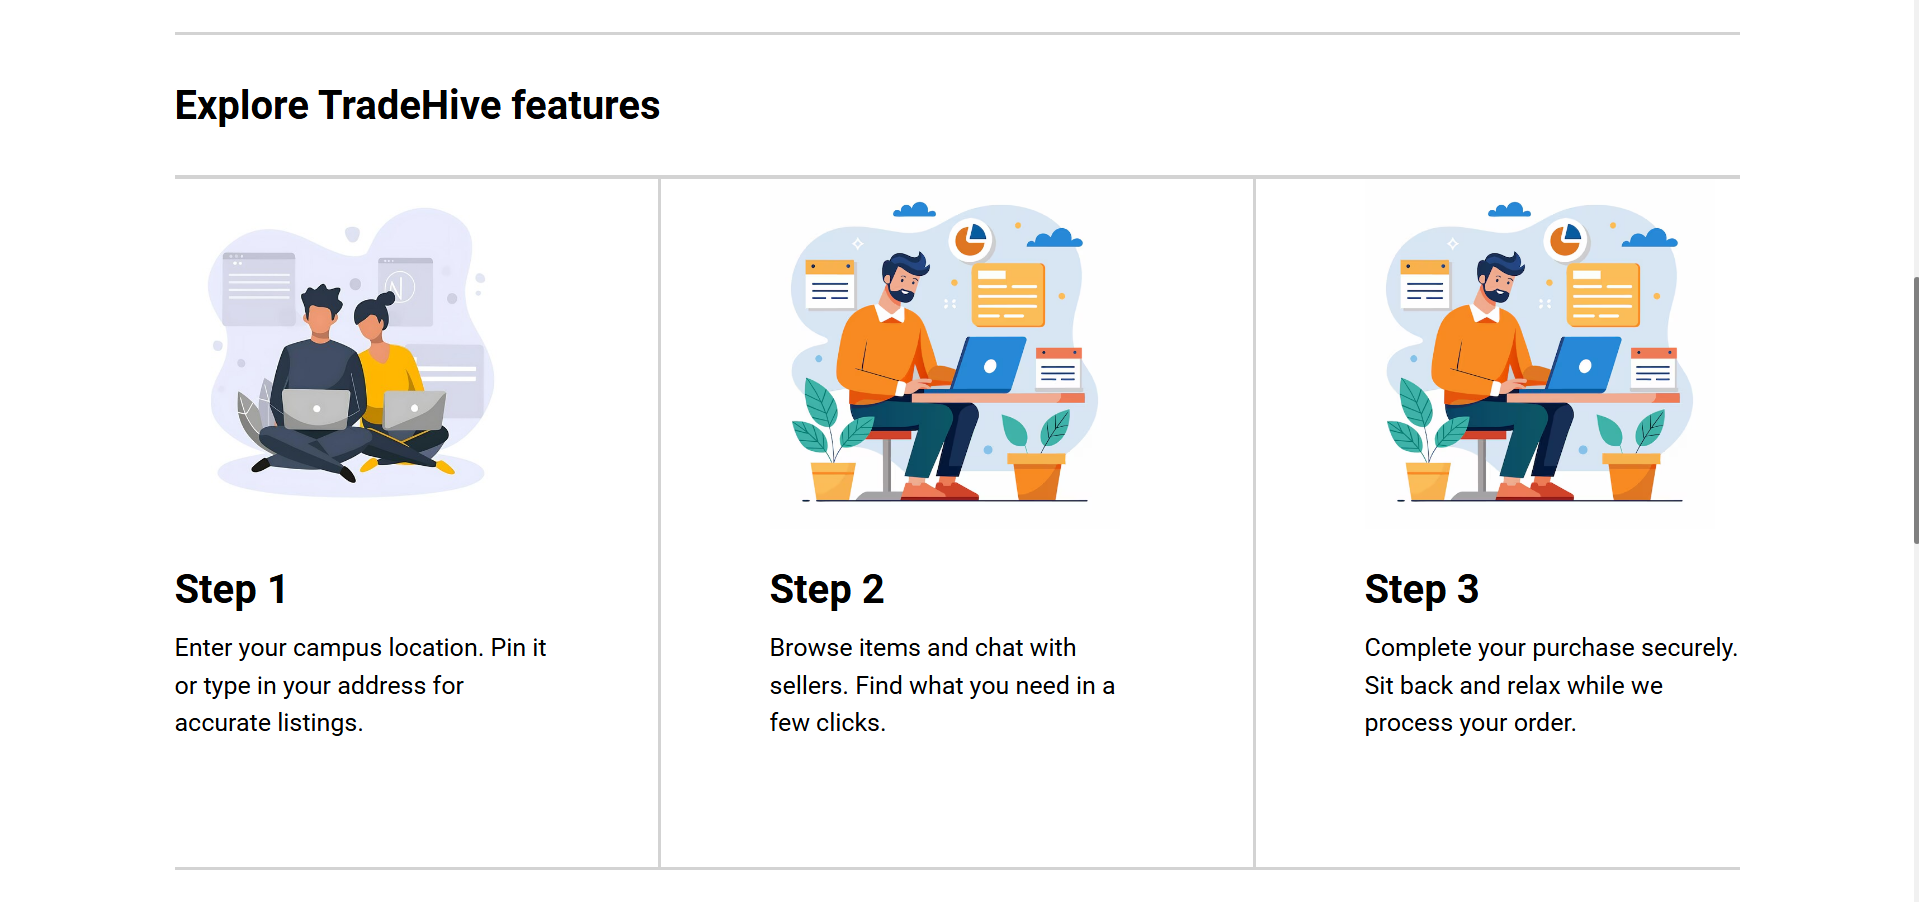 Explore TradeHive features
Step 1
Enter your campus location. Pin it
or type in your address for
accurate listings.
Step 2
Browse items and chat with
sellers. Find what you need in a
few clicks.
Step 3
Complete your purchase securely.
Sit back and relax while we
process your order.